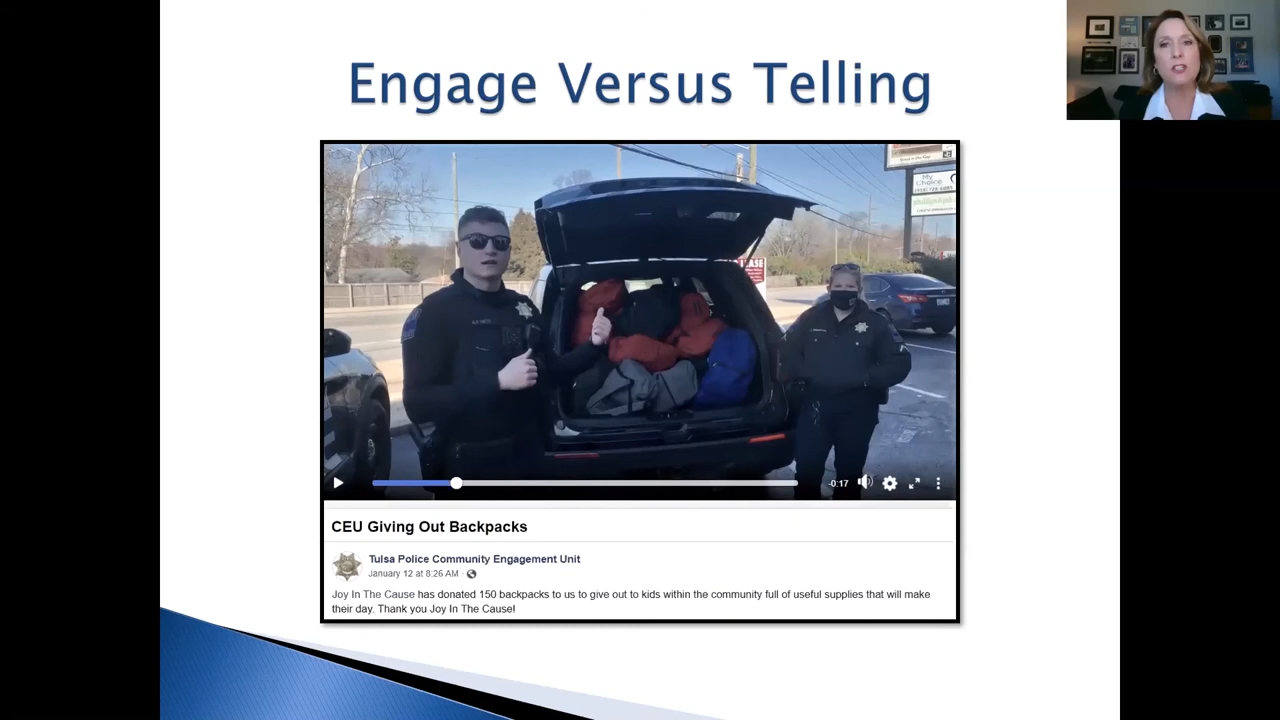 Engage Versus Telling
My
Choice
-0:17
CEU Giving Out Backpacks
Tulsa Police Community Engagement Unit
January 12 at 8:26 AM ·
Joy In The Cause has donated 150 backpacks to us to give out to kids within the community full of useful supplies that will make
their day. Thank you Joy In The Cause!